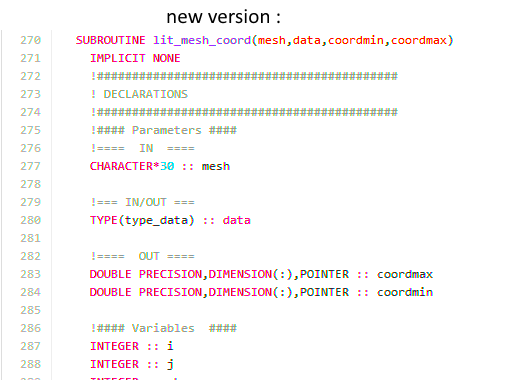 new version :
270 SUBROUTINE lit_mesh_coord(mesh,data,coordmin,coordmax)
271 IMPLICIT NONE
272 !###########################################
273 ! DECLARATIONS
274 !###########################################
275 !#### Parameters ####
276 !==== IN ====
277 CHARACTER*30 :: mesh
278
279 !=== IN/OUT ===
280 TYPE(type_data) :: data
281
282 !==== OUT ====
283 DOUBLE PRECISION,DIMENSION(:),POINTER :: coordmax
284 DOUBLE PRECISION,DIMENSION(:),POINTER :: coordmin
285
286 !#### Variables ####
287 INTEGER :: i
288 INTEGER :: j